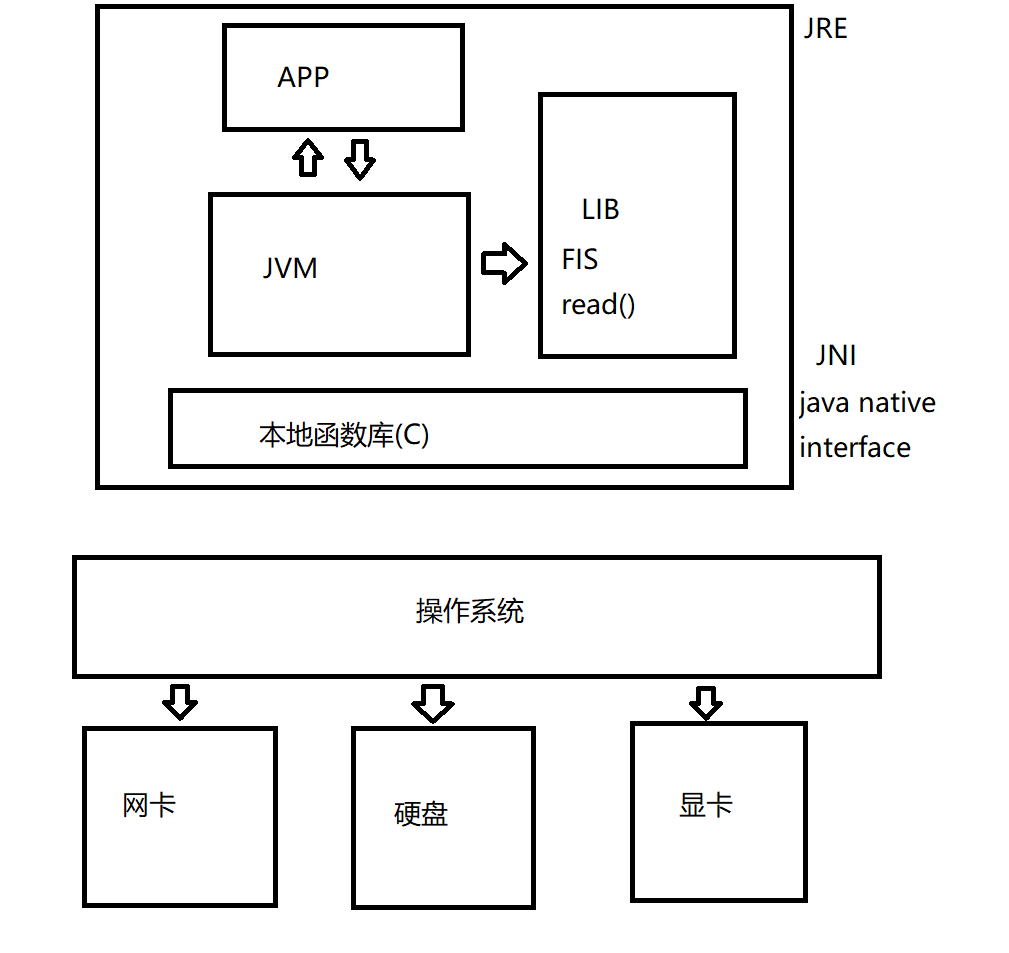 JRE
APP
LIB
JVM
FIS
read()
JNI
java native
interface
本地函数库(C)
操作系统
网卡
硬盘
显卡